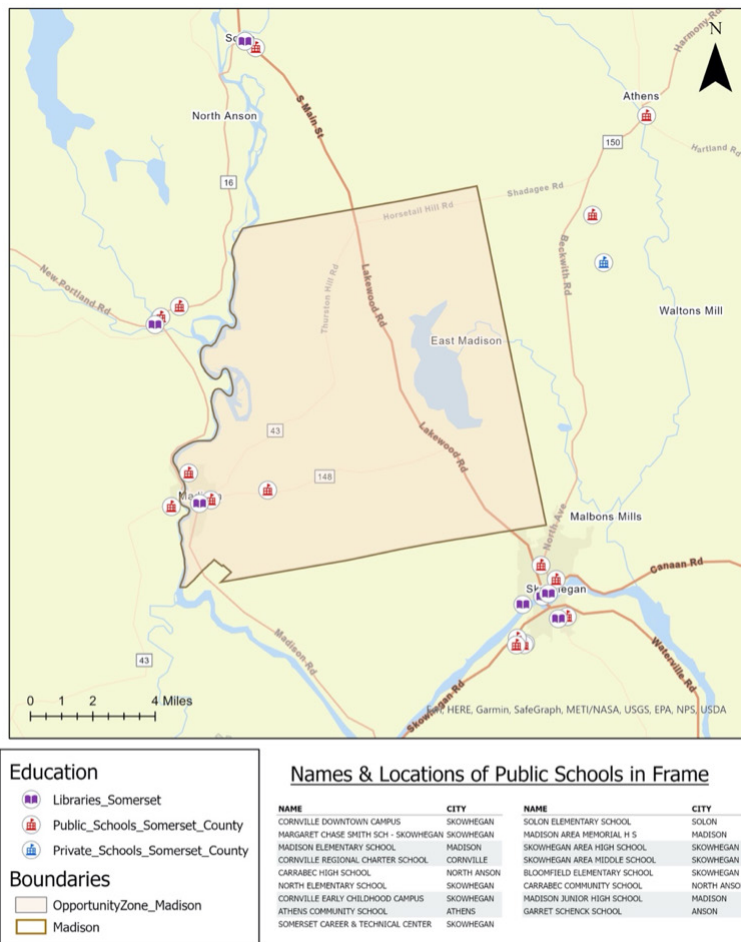 N
Harmony Rd
Athens
S Main St
North Anson
150
Hartland Rd
16
Shadagee Rd
Horsetail Hill Rd
Beckwith Rd
New Portland Rd
Thurston Hill Rd
Lakewood Rd
Waltons Mill
East Madison
43
Lakewood Rd
148
North Ave
Malbons Mills
Canaan Rd
Madison Rd
43
Waterville Rd
0 1 2 4 Miles
Skowhegan Rd
HERE, Garmin, SafeGraph, METI/NASA, USGS, EPA, NPS, USDA
Education
Libraries_Somerset
Public_Schools_Somerset_County
Private_Schools_Somerset_County
Boundaries
OpportunityZone_Madison
Madison
Names & Locations of Public Schools in Frame
NAME CITY NAME CITY
CORNVILLE DOWNTOWN CAMPUS SKOWHEGAN SOLON ELEMENTARY SCHOOL SOLON
MARGARET CHASE SMITH SCH - SKOWHEGAN SKOWHEGAN MADISON AREA MEMORIAL H S MADISON
MADISON ELEMENTARY SCHOOL MADISON SKOWHEGAN AREA HIGH SCHOOL SKOWHEGAN
CORNVILLE REGIONAL CHARTER SCHOOL CORNVILLE SKOWHEGAN AREA MIDDLE SCHOOL SKOWHEGAN
CARRABEC HIGH SCHOOL NORTH ANSON BLOOMFIELD ELEMENTARY SCHOOL SKOWHEGAN
NORTH ELEMENTARY SCHOOL SKOWHEGAN CARRABEC COMMUNITY SCHOOL NORTH ANSO
CORNVILLE EARLY CHILDHOOD CAMPUS SKOWHEGAN MADISON JUNIOR HIGH SCHOOL MADISON
ATHENS COMMUNITY SCHOOL ATHENS GARRET SCHENCK SCHOOL ANSON
SOMERSET CAREER & TECHNICAL CENTER SKOWHEGAN